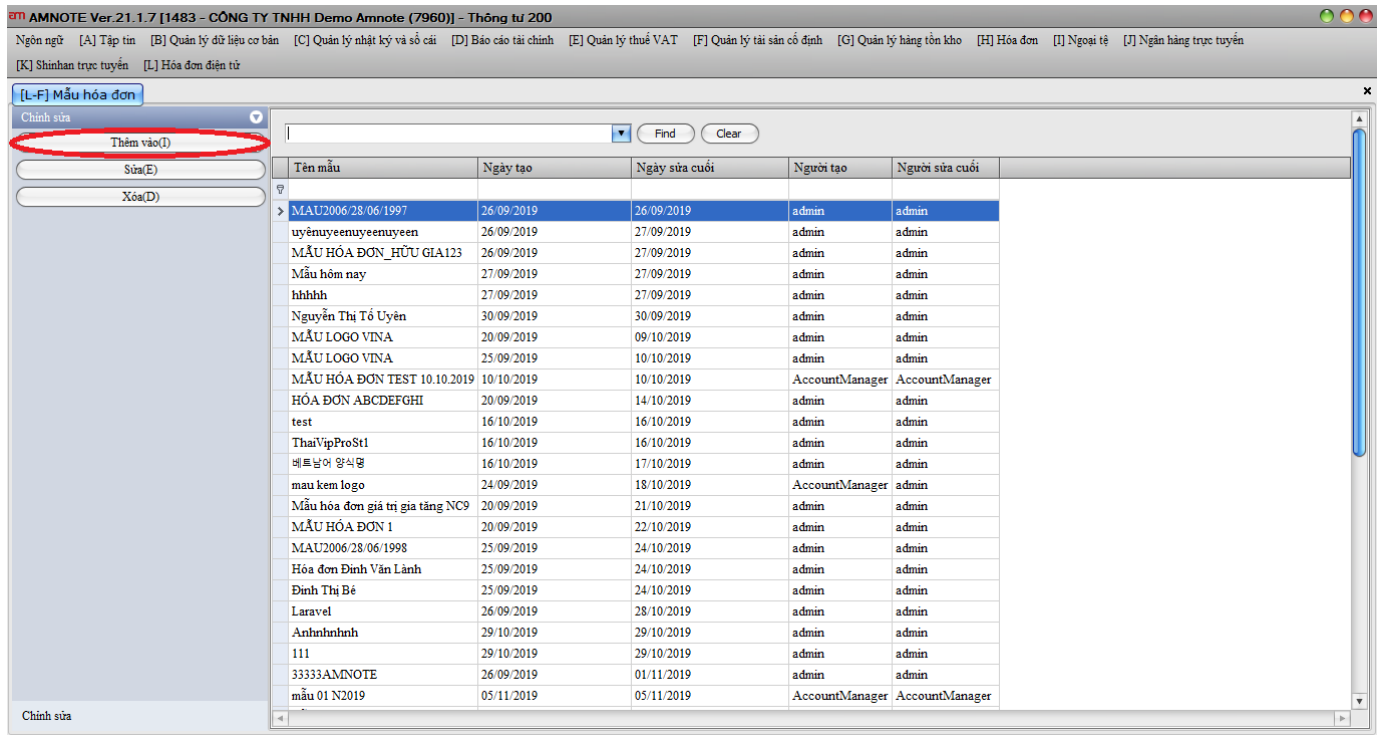 am AMNOTE Ver.21.1.7 [1483 - CÔNG TY TNHH Demo Amnote (7960)] - Thông tư 200
Ngôn ngữ [A] Tập tin [B] Quản lý dữ liệu cơ bản [C] Quản lý nhật ký và sổ cái [D] Báo cáo tài chính [E] Quản lý thuế VAT [F] Quản lý tài sản cố định [G] Quản lý hàng tồn kho [H] Hóa đơn [I] Ngoại tệ [J] Ngân hàng trực tuyến
[K] Shinhan trực tuyến [L] Hóa đơn điện tử
[L-F] Mẫu hóa đơn
Chỉnh sửa
Thêm vào(I)
Sửa(E)
Xóa(D)
Find Clear
Tên mẫu Ngày tạo Ngày sửa cuối Người tạo Người sửa cuối
MAU2006/28/06/1997 26/09/2019 26/09/2019 admin admin
uyênuyeenuyeenuyeen 26/09/2019 27/09/2019 admin admin
MẪU HÓA ĐƠN_HỮU GIA123 26/09/2019 27/09/2019 admin admin
Mẫu hôm nay 27/09/2019 27/09/2019 admin admin
hhhhh 27/09/2019 27/09/2019 admin admin
Nguyễn Thị Tố Uyên 30/09/2019 30/09/2019 admin admin
MẪU LOGO VINA 20/09/2019 09/10/2019 admin admin
MẪU LOGO VINA 25/09/2019 10/10/2019 admin admin
MẪU HÓA ĐƠN TEST 10.10.2019 10/10/2019 10/10/2019 AccountManager AccountManager
HÓA ĐƠN ABCDEFGHI 20/09/2019 14/10/2019 admin admin
test 16/10/2019 16/10/2019 admin admin
ThaiVipProSt1 16/10/2019 16/10/2019 admin admin
베트남어 양식명 16/10/2019 17/10/2019 admin admin
mau kem logo 24/09/2019 18/10/2019 AccountManager admin
Mẫu hóa đơn giá trị gia tăng NC9 20/09/2019 21/10/2019 admin admin
MẪU HÓA ĐƠN 1 20/09/2019 22/10/2019 admin admin
MAU2006/28/06/1998 25/09/2019 24/10/2019 admin admin
Hóa đơn Đinh Văn Lành 25/09/2019 24/10/2019 admin admin
Đinh Thị Bé 25/09/2019 24/10/2019 admin admin
Laravel 26/09/2019 28/10/2019 admin admin
Anhnhnhnh 29/10/2019 29/10/2019 admin admin
111 29/10/2019 29/10/2019 admin admin
33333AMNOTE 26/09/2019 01/11/2019 admin admin
mẫu 01 N2019 05/11/2019 05/11/2019 AccountManager AccountManager
Chỉnh sửa